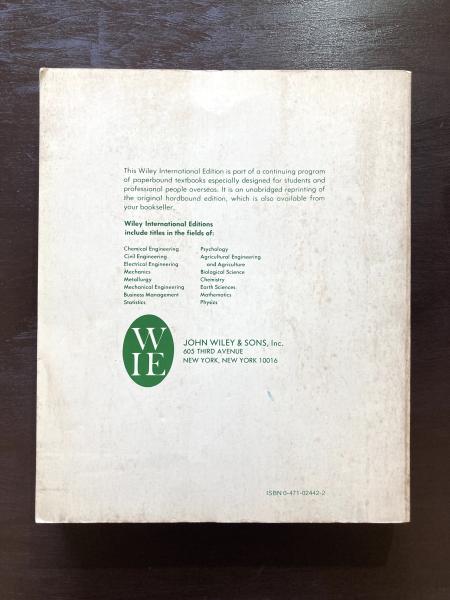 This Wiley International Edition is part of a continuing program
of paperbound textbooks especially designed for students and
professional people overseas. It is an unabridged reprinting of
the original hardbound edition, which is also available from
your bookseller.
Wiley International Editions
include titles in the fields of:
Chemical Engineering
Civil Engineering
Electrical Engineering
Mechanics
Metallurgy
Mechanical Engineering
Business Management
Statistics
Psychology
Agricultural Engineering
and Agriculture
Biological Science
Chemistry
Earth Sciences
Mathematics
Physics
W
IE
JOHN WILEY & SONS, Inc.
605 THIRD AVENUE
NEW YORK, NEW YORK 10016
ISBN 0-471-02442-2